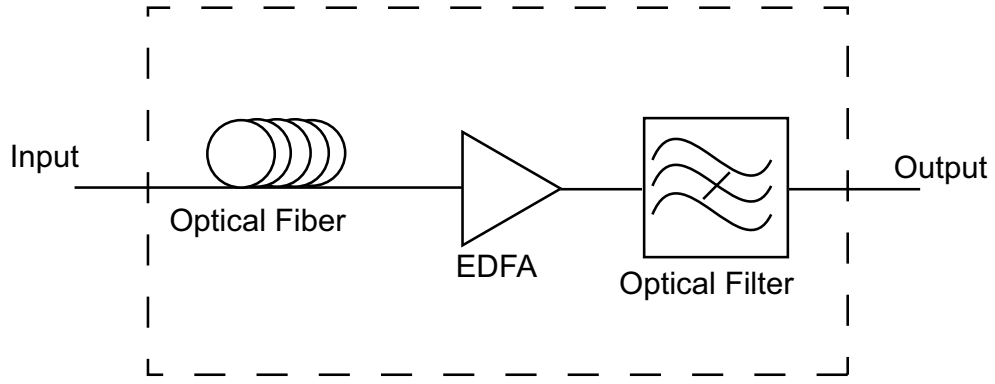 Input
Optical Fiber
EDFA
Optical Filter
Output